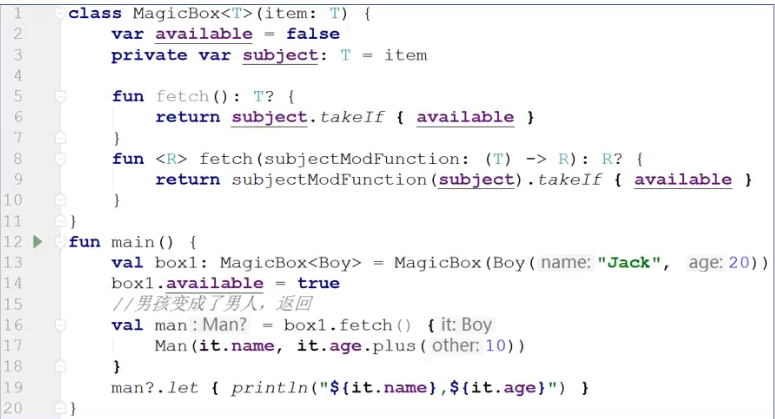 1 class MagicBox<T>(item: T) {
2     var available = false
3     private var subject: T = item
4
5     fun fetch(): T? {
6         return subject.takeIf { available }
7     }
8     fun <R> fetch(subjectModFunction: (T) -> R): R? {
9         return subjectModFunction(subject).takeIf { available }
10     }
11 }
12 fun main() {
13     val box1: MagicBox<Boy> = MagicBox(Boy( name: "Jack",  age: 20))
14     box1.available = true
15     //男孩变成了男人，返回
16     val man : Man?  = box1.fetch() { it: Boy
17         Man(it.name, it.age.plus( other: 10))
18     }
19     man?.let { println("${it.name},${it.age}") }
20 }